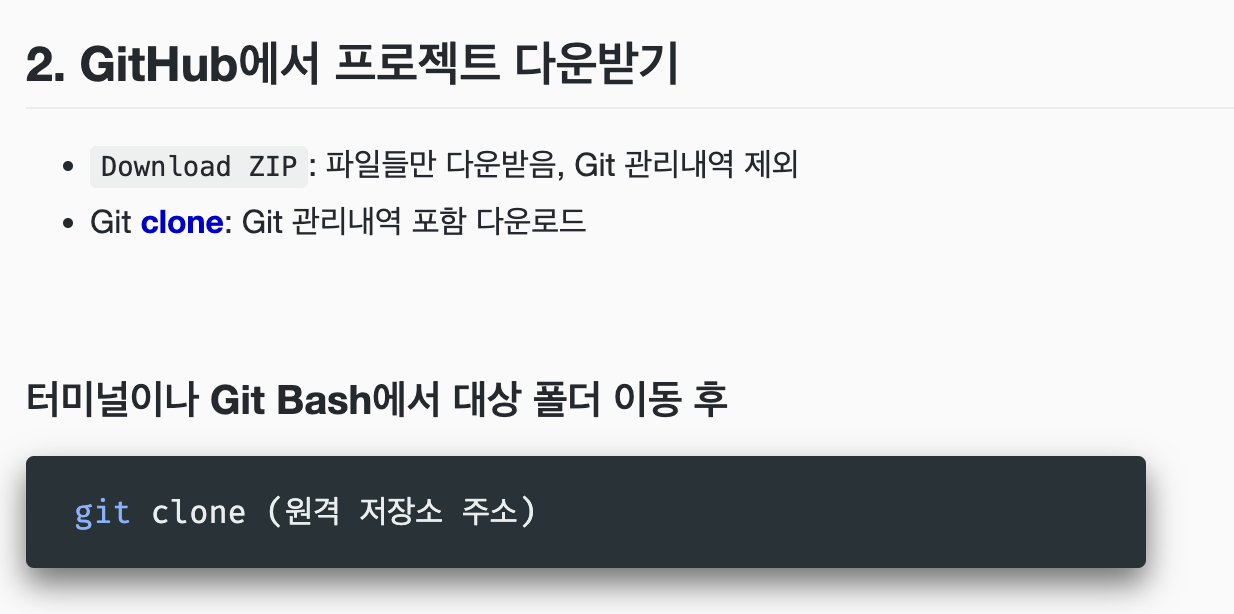 2. GitHub에서 프로젝트 다운받기
• Download ZIP: 파일들만 다운받음, Git 관리내역 제외
• Git clone: Git 관리내역 포함 다운로드
터미널이나 Git Bash에서 대상 폴더 이동 후
git clone (원격 저장소 주소)